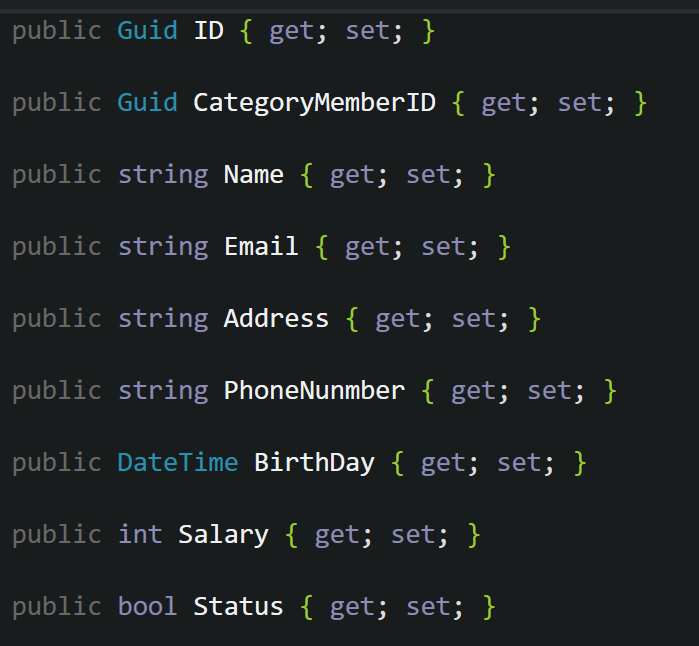 public Guid ID { get; set; }
public Guid CategoryMemberID { get; set; }
public string Name { get; set; }
public string Email { get; set; }
public string Address { get; set; }
public string PhoneNunmber { get; set; }
public DateTime BirthDay { get; set; }
public int Salary { get; set; }
public bool Status { get; set; }